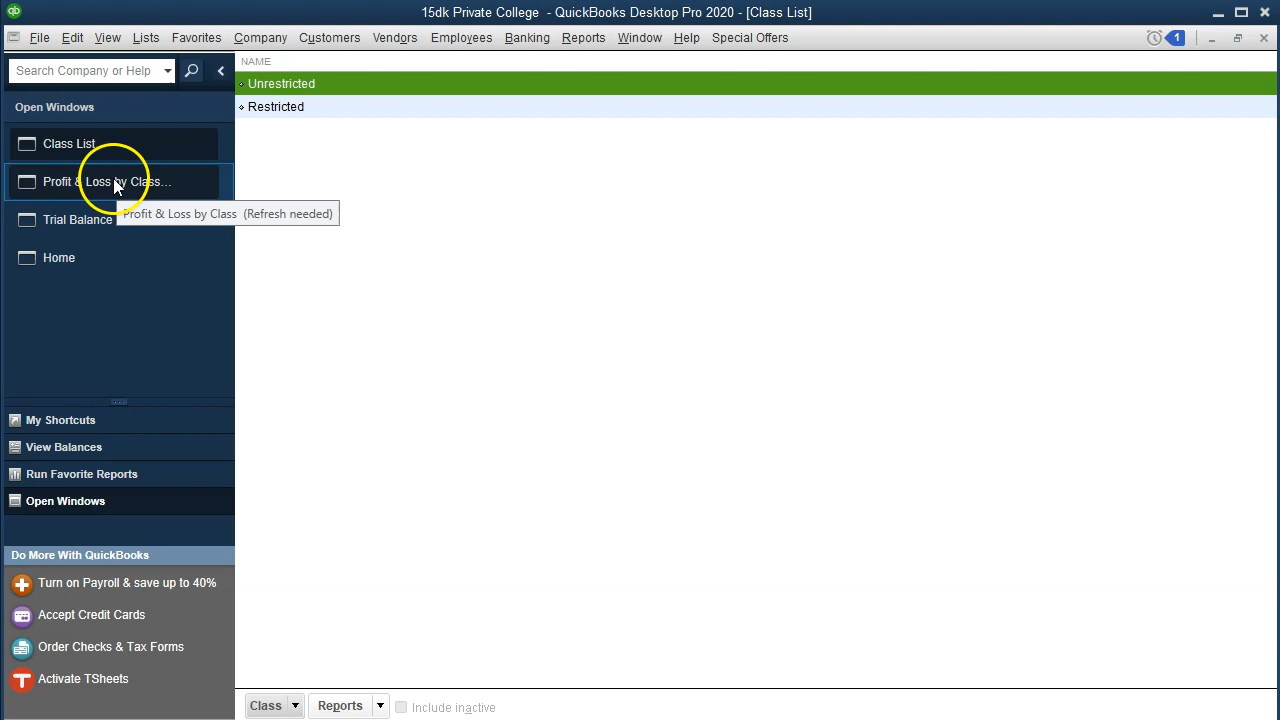 15dk Private College - QuickBooks Desktop Pro 2020 - [Class List]
File Edit View Lists Favorites Company Customers Vendors Employees Banking Reports Window Help Special Offers 1
Search Company or Help
NAME
Unrestricted
Restricted
Open Windows
Class List
Profit & Loss by Class...
Profit & Loss by Class (Refresh needed)
Trial Balance
Home
My Shortcuts
View Balances
Run Favorite Reports
Open Windows
Do More With QuickBooks
Turn on Payroll & save up to 40%
Accept Credit Cards
Order Checks & Tax Forms
Activate TSheets
Class Reports Include inactive